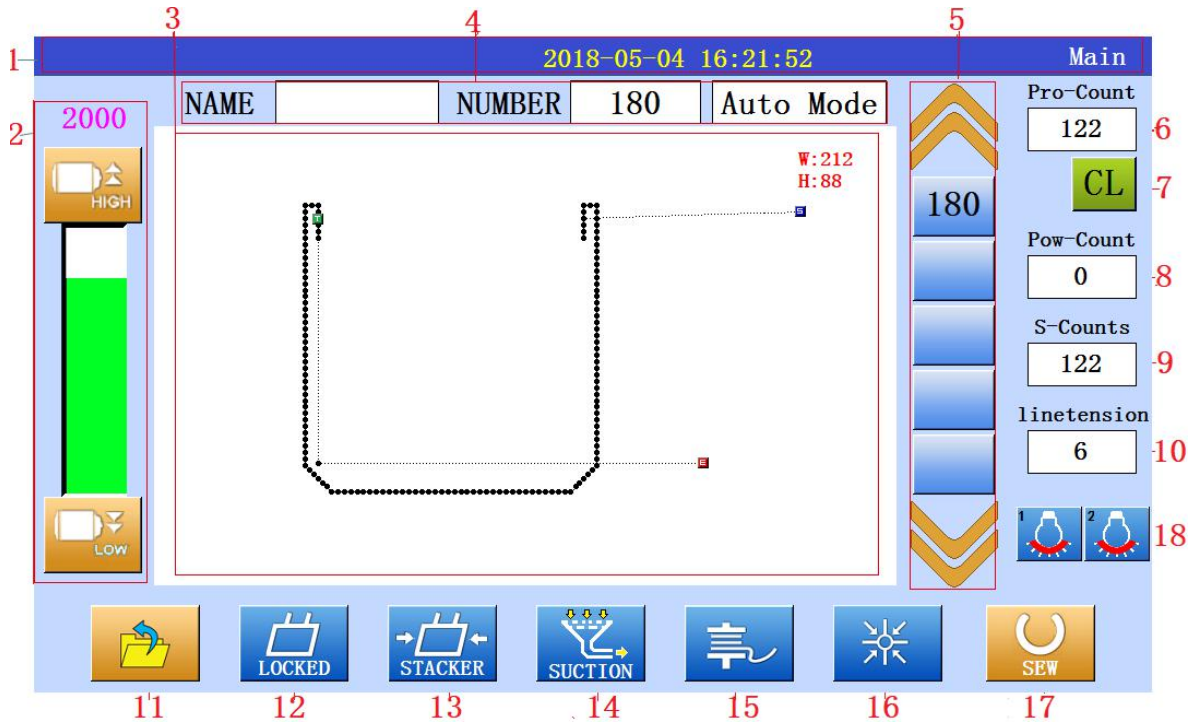 3 4 5
1 2018-05-04 16:21:52 Main
2 2000
NAME NUMBER 180 Auto Mode
Pro-Count
122 6
W:212
H:88
HIGH
T
S
180
CL 7
Pow-Count
0 8
S-Counts
122 9
linetension
6 10
E
LOW
1 2 18
LOCKED STACKER SUCTION SEW
11 12 13 14 15 16 17